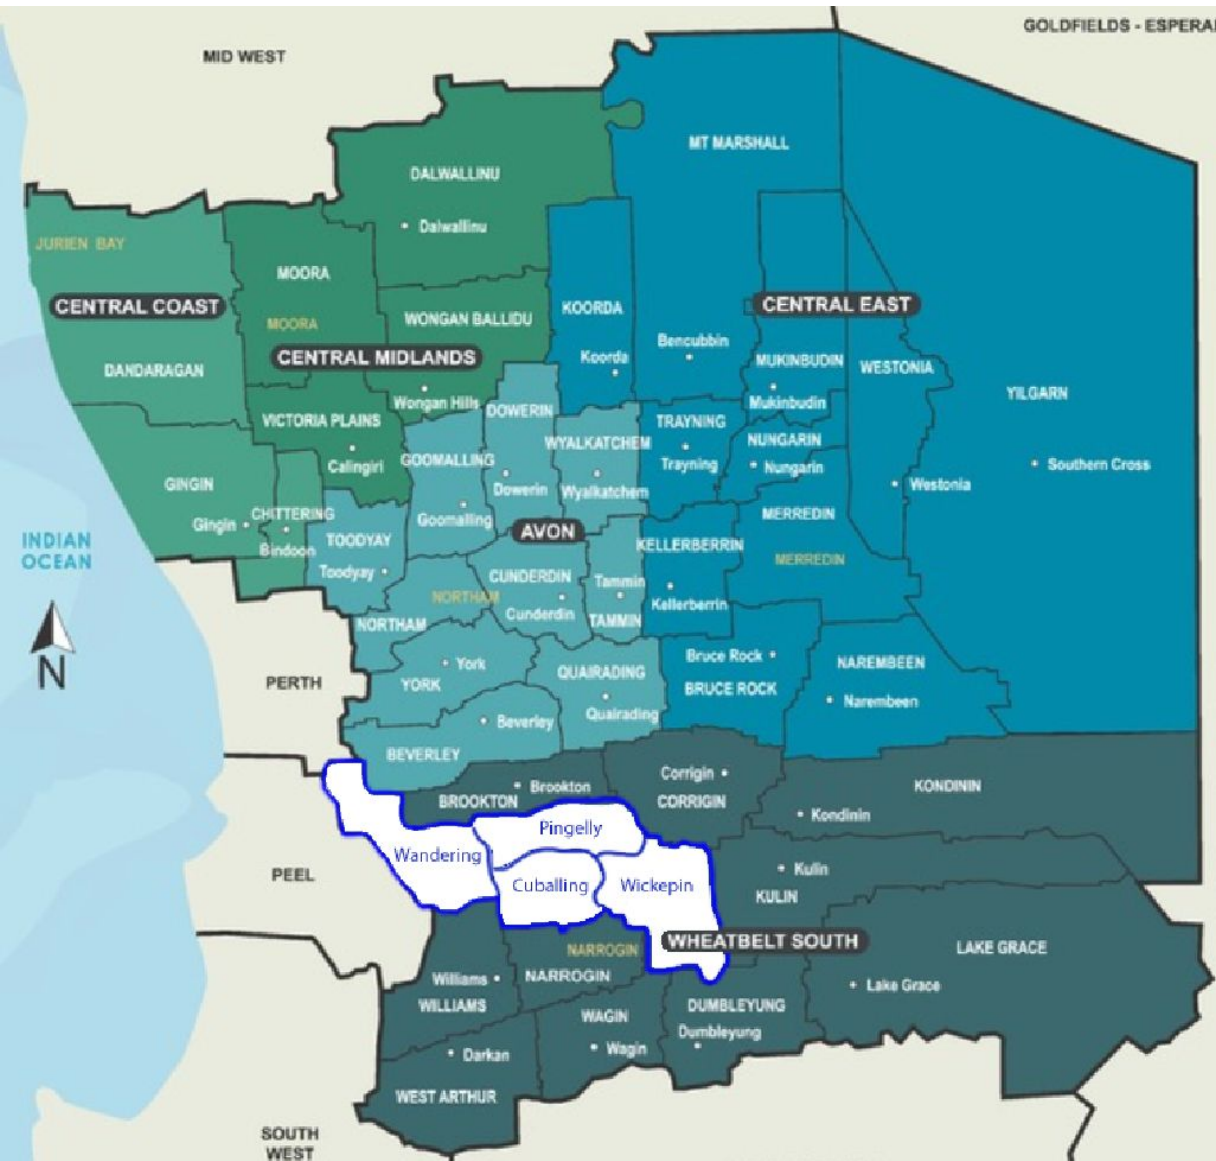 GOLDFIELDS - ESPERA
MID WEST
MT MARSHALL
DALWALLINU
Dalwallinu
JURIEN BAY
MOORA
CENTRAL COAST
CENTRAL EAST
KOORDA
WONGAN BALLIDU
MOORA
Bencubbin
CENTRAL MIDLANDS
Koorda
MUKINBUDIN
WESTONIA
DANDARAGAN
YILGARN
Wongan Hills
Mukinbudin
DOWERIN
VICTORIA PLAINS
TRAYNING
WYALKATCHEM
NUNGARIN
GOOMALLING
Calingiri
Trayning
Nungarin
Southern Cross
GINGIN
Dowerin
Wyalkatchem
Westonia
CHITTERING
MERREDIN
Gingin
Goomalling
AVON
INDIAN
OCEAN
TOODYAY
KELLERBERRIN
Bindoon
MERREDIN
Toodyay
CUNDERDIN
Tammin
NORTHAM
Kellerberrin
Cunderdin
NORTHAM
TAMMIN
N
York
Bruce Rock
NAREMBEEN
QUAIRADING
PERTH
YORK
BRUCE ROCK
Narembeen
Quairading
Beverley
BEVERLEY
Corrigin
Brookton
KONDININ
BROOKTON
CORRIGIN
Kondinin
Pingelly
Wandering
Kulin
PEEL
Cuballing
Wickepin
KULIN
WHEATBELT SOUTH
NARROGIN
LAKE GRACE
Williams
NARROGIN
Lake Grace
WILLIAMS
DUMBLEYUNG
WAGIN
Dumbleyung
Wagin
Darkan
WEST ARTHUR
SOUTH
WEST